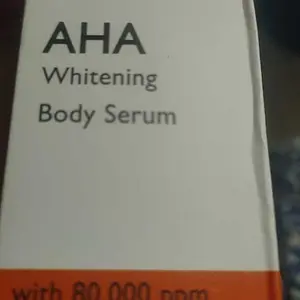 AHA
Whitening
Body Serum
with 80,000 ppm